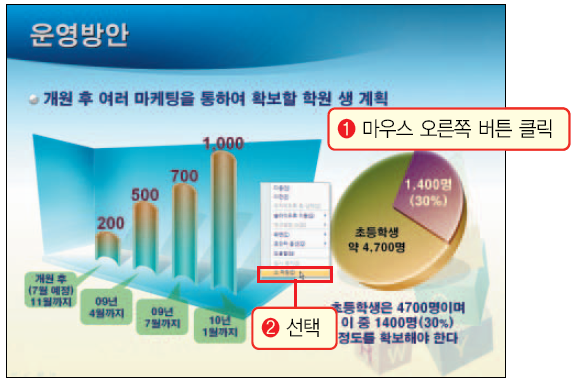 운영방안
개원 후 여러 마케팅을 통하여 확보할 학원 생 계획
❶ 마우스 오른쪽 버튼 클릭
1,000
700
500
200
1,400명
(30%)
초등학생
약 4,700명
개원 후
(7월 예정)
11월까지
09년
4월까지
09년
7월까지
10년
1월까지
❷ 선택
초등학생은 4700명이며
이 중 1400명(30%)
정도를 확보해야 한다